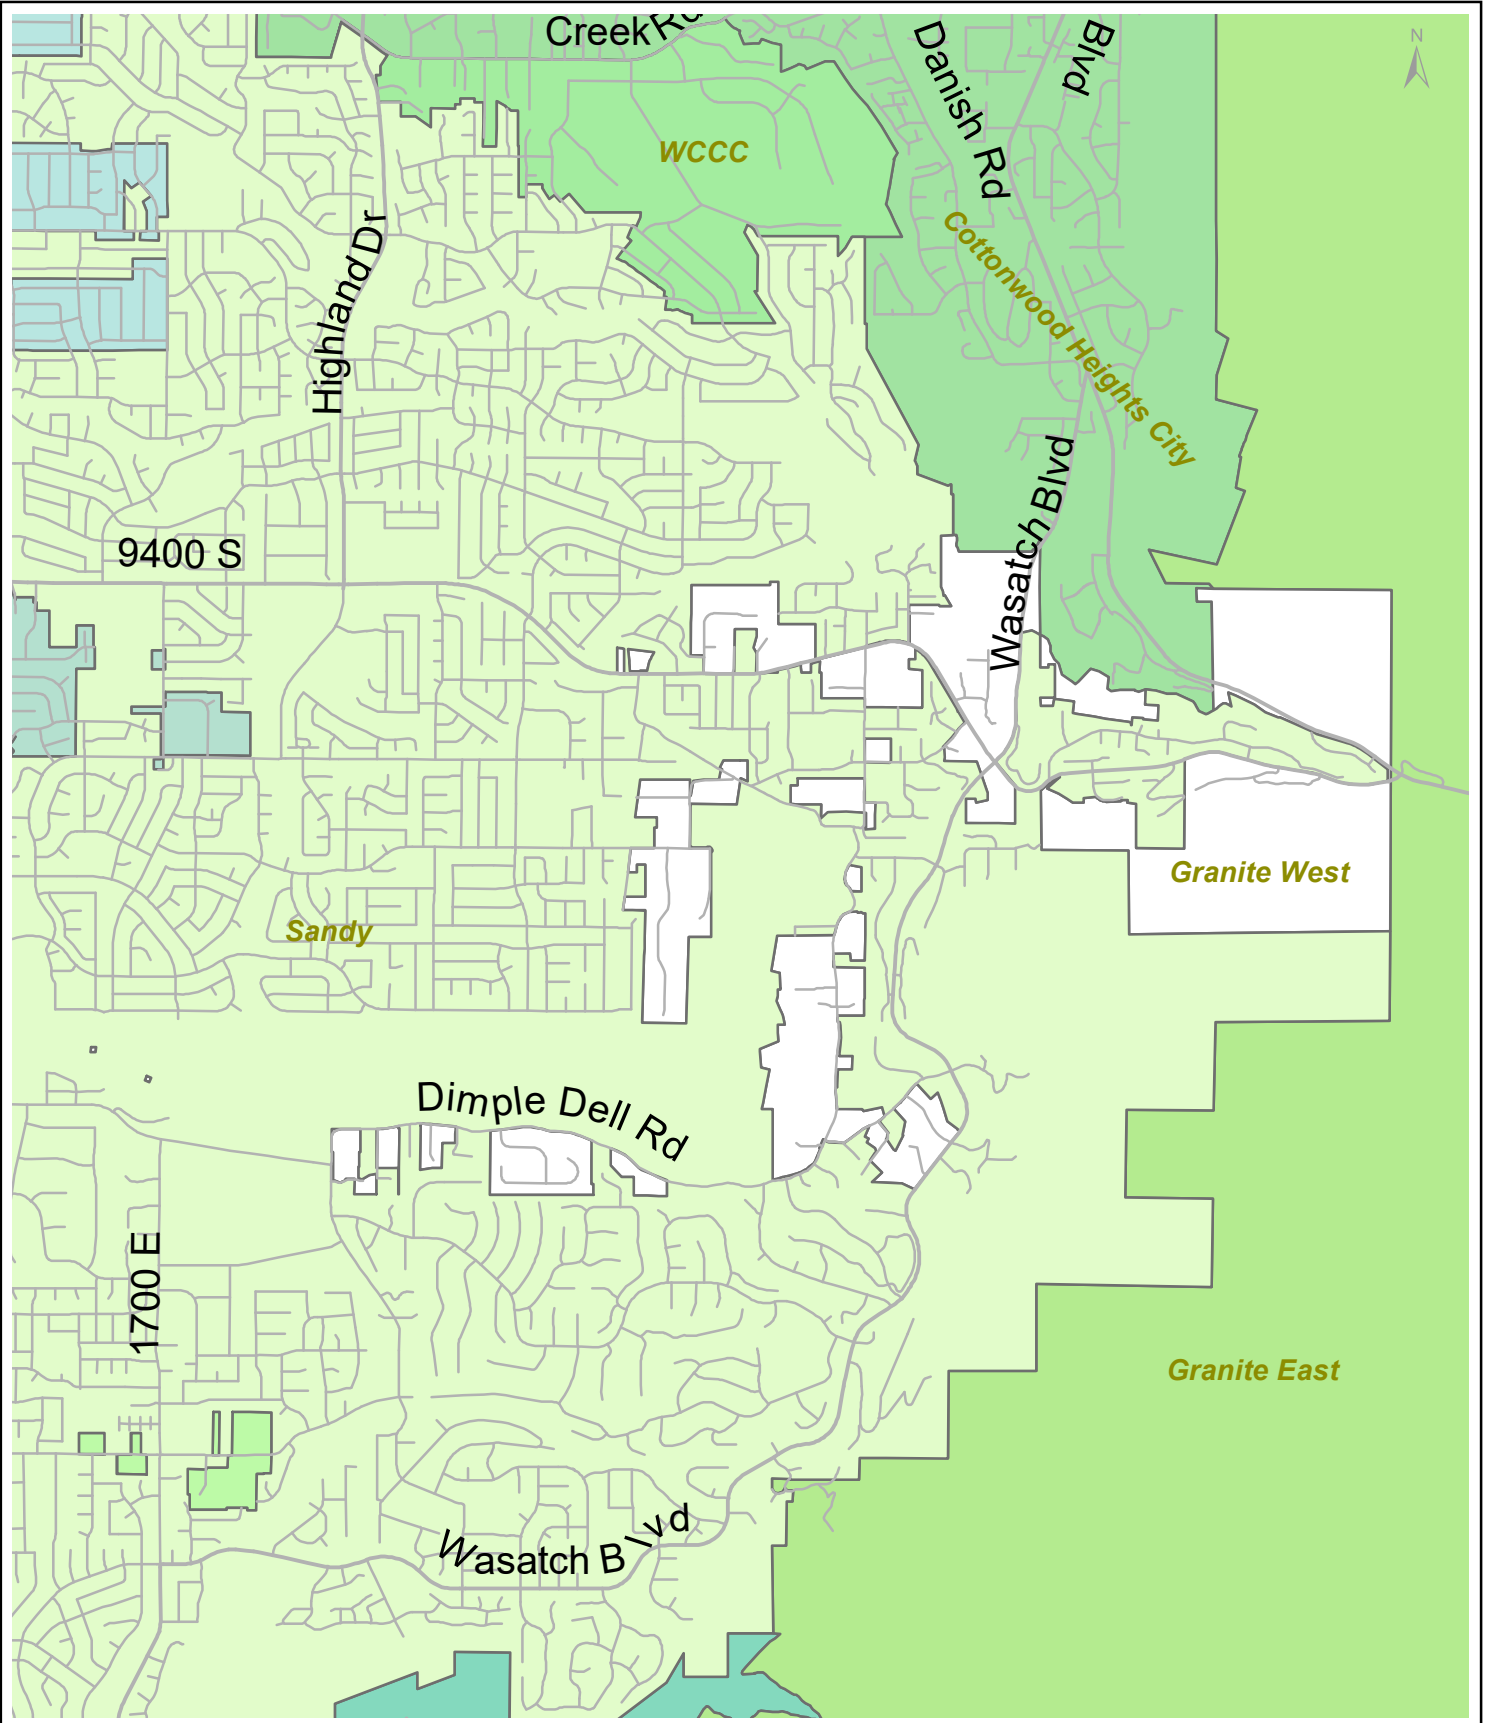 Creek Rd
Danish Rd
Blvd
N
WCCC
Cottonwood Heights City
Highland Dr
Wasatch Blvd
9400 S
Granite West
Sandy
Dimple Dell Rd
1700 E
Granite East
Wasatch Blvd